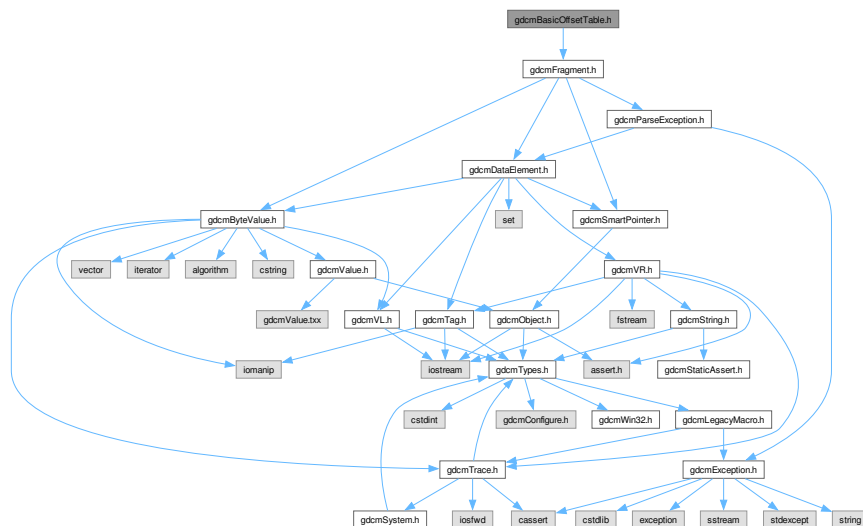 gdcmBasicOffsetTable.h
gdcmFragment.h
gdcmParseException.h
gdcmDataElement.h
gdcmByteValue.h
set
gdcmSmartPointer.h
vector
iterator
algorithm
cstring
gdcmValue.h
gdcmVR.h
gdcmValue.txx
gdcmVL.h
gdcmTag.h
gdcmObject.h
fstream
gdcmString.h
iomanip
iostream
gdcmTypes.h
assert.h
gdcmStaticAssert.h
cstdint
gdcmConfigure.h
gdcmWin32.h
gdcmLegacyMacro.h
gdcmTrace.h
gdcmException.h
gdcmSystem.h
iosfwd
cassert
cstdlib
exception
sstream
stdexcept
string